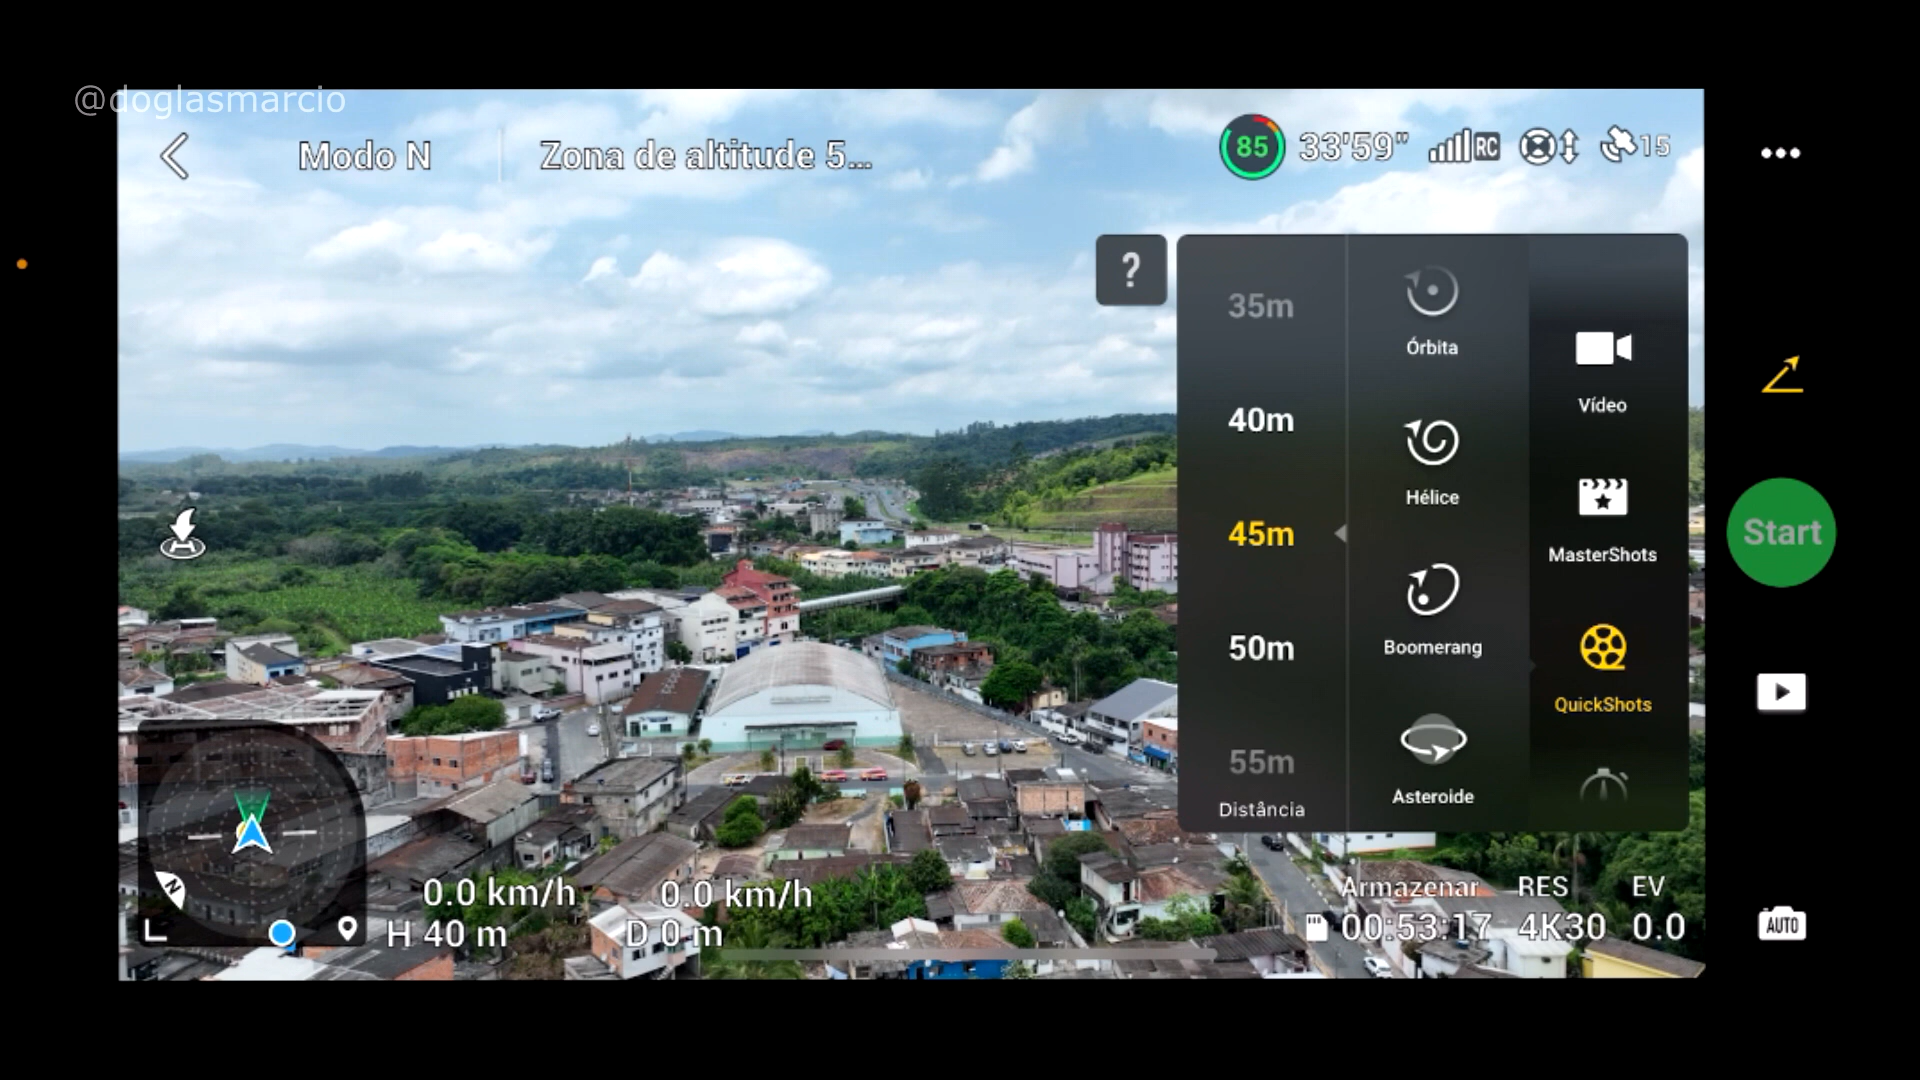 @doglasmarcio
Modo N
Zona de altitude 5...
85
33'59"
RC
15
?
35m
40m
45m
50m
55m
Distância
Órbita
Hélice
Boomerang
Asteroide
Vídeo
MasterShots
QuickShots
Start
AUTO
N
0.0 km/h
0.0 km/h
H 40 m
D 0 m
Armazenar
RES
EV
00:53:17
4K30
0.0